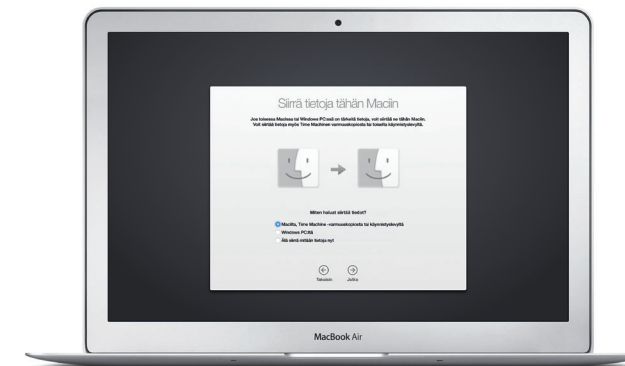 Siirrä tietoja tähän Maciin
Jos toisessa Macissa tai Windows PC:ssä on tärkeitä tietoja, voit siirtää ne tähän Maciin.
Voit siirtää tietoja myös Time Machinen varmuuskopiosta tai toiselta käynnistyslevyltä.
Miten haluat siirtää tiedot?
Macilta, Time Machine -varmuuskopiosta tai käynnistyslevyltä
Windows PC:ltä
Älä siirrä mitään tietoja nyt
Takaisin Jatka
MacBook Air